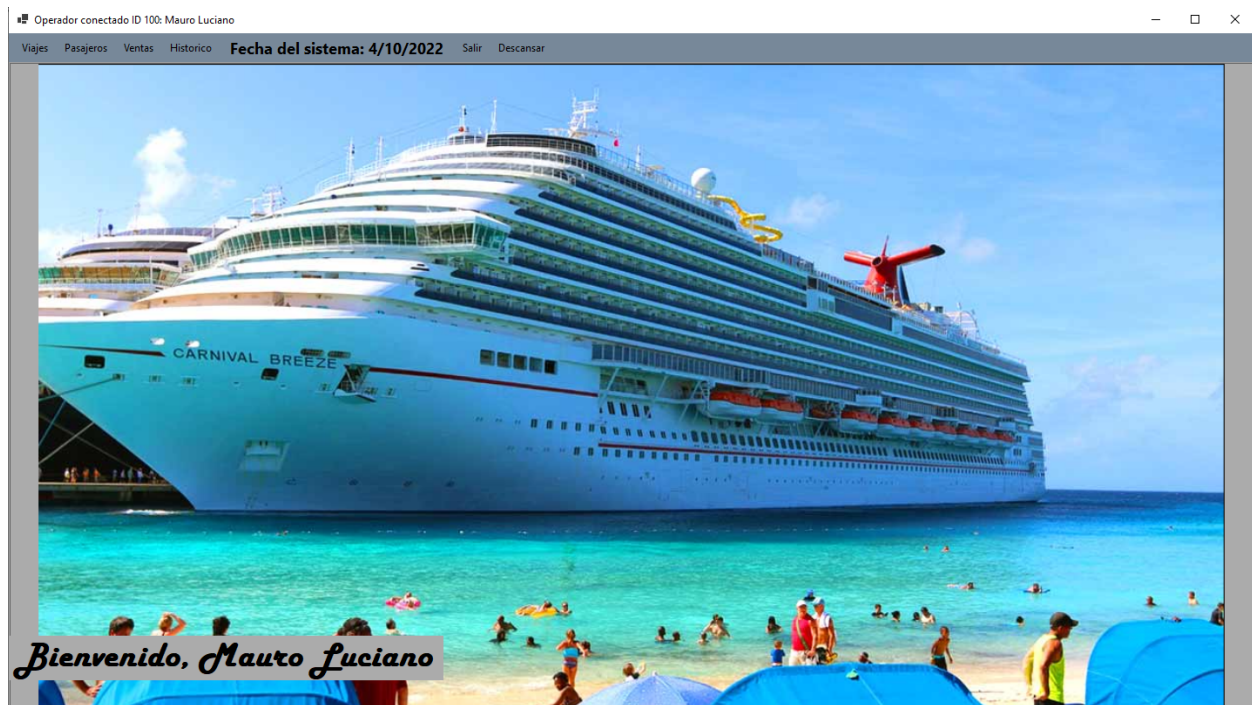 Operador conectado ID 100: Mauro Luciano
Viajes Pasajeros Ventas Historico Fecha del sistema: 4/10/2022 Salir Descansar
CARNIVAL BREEZE
Bienvenido, Mauro Luciano